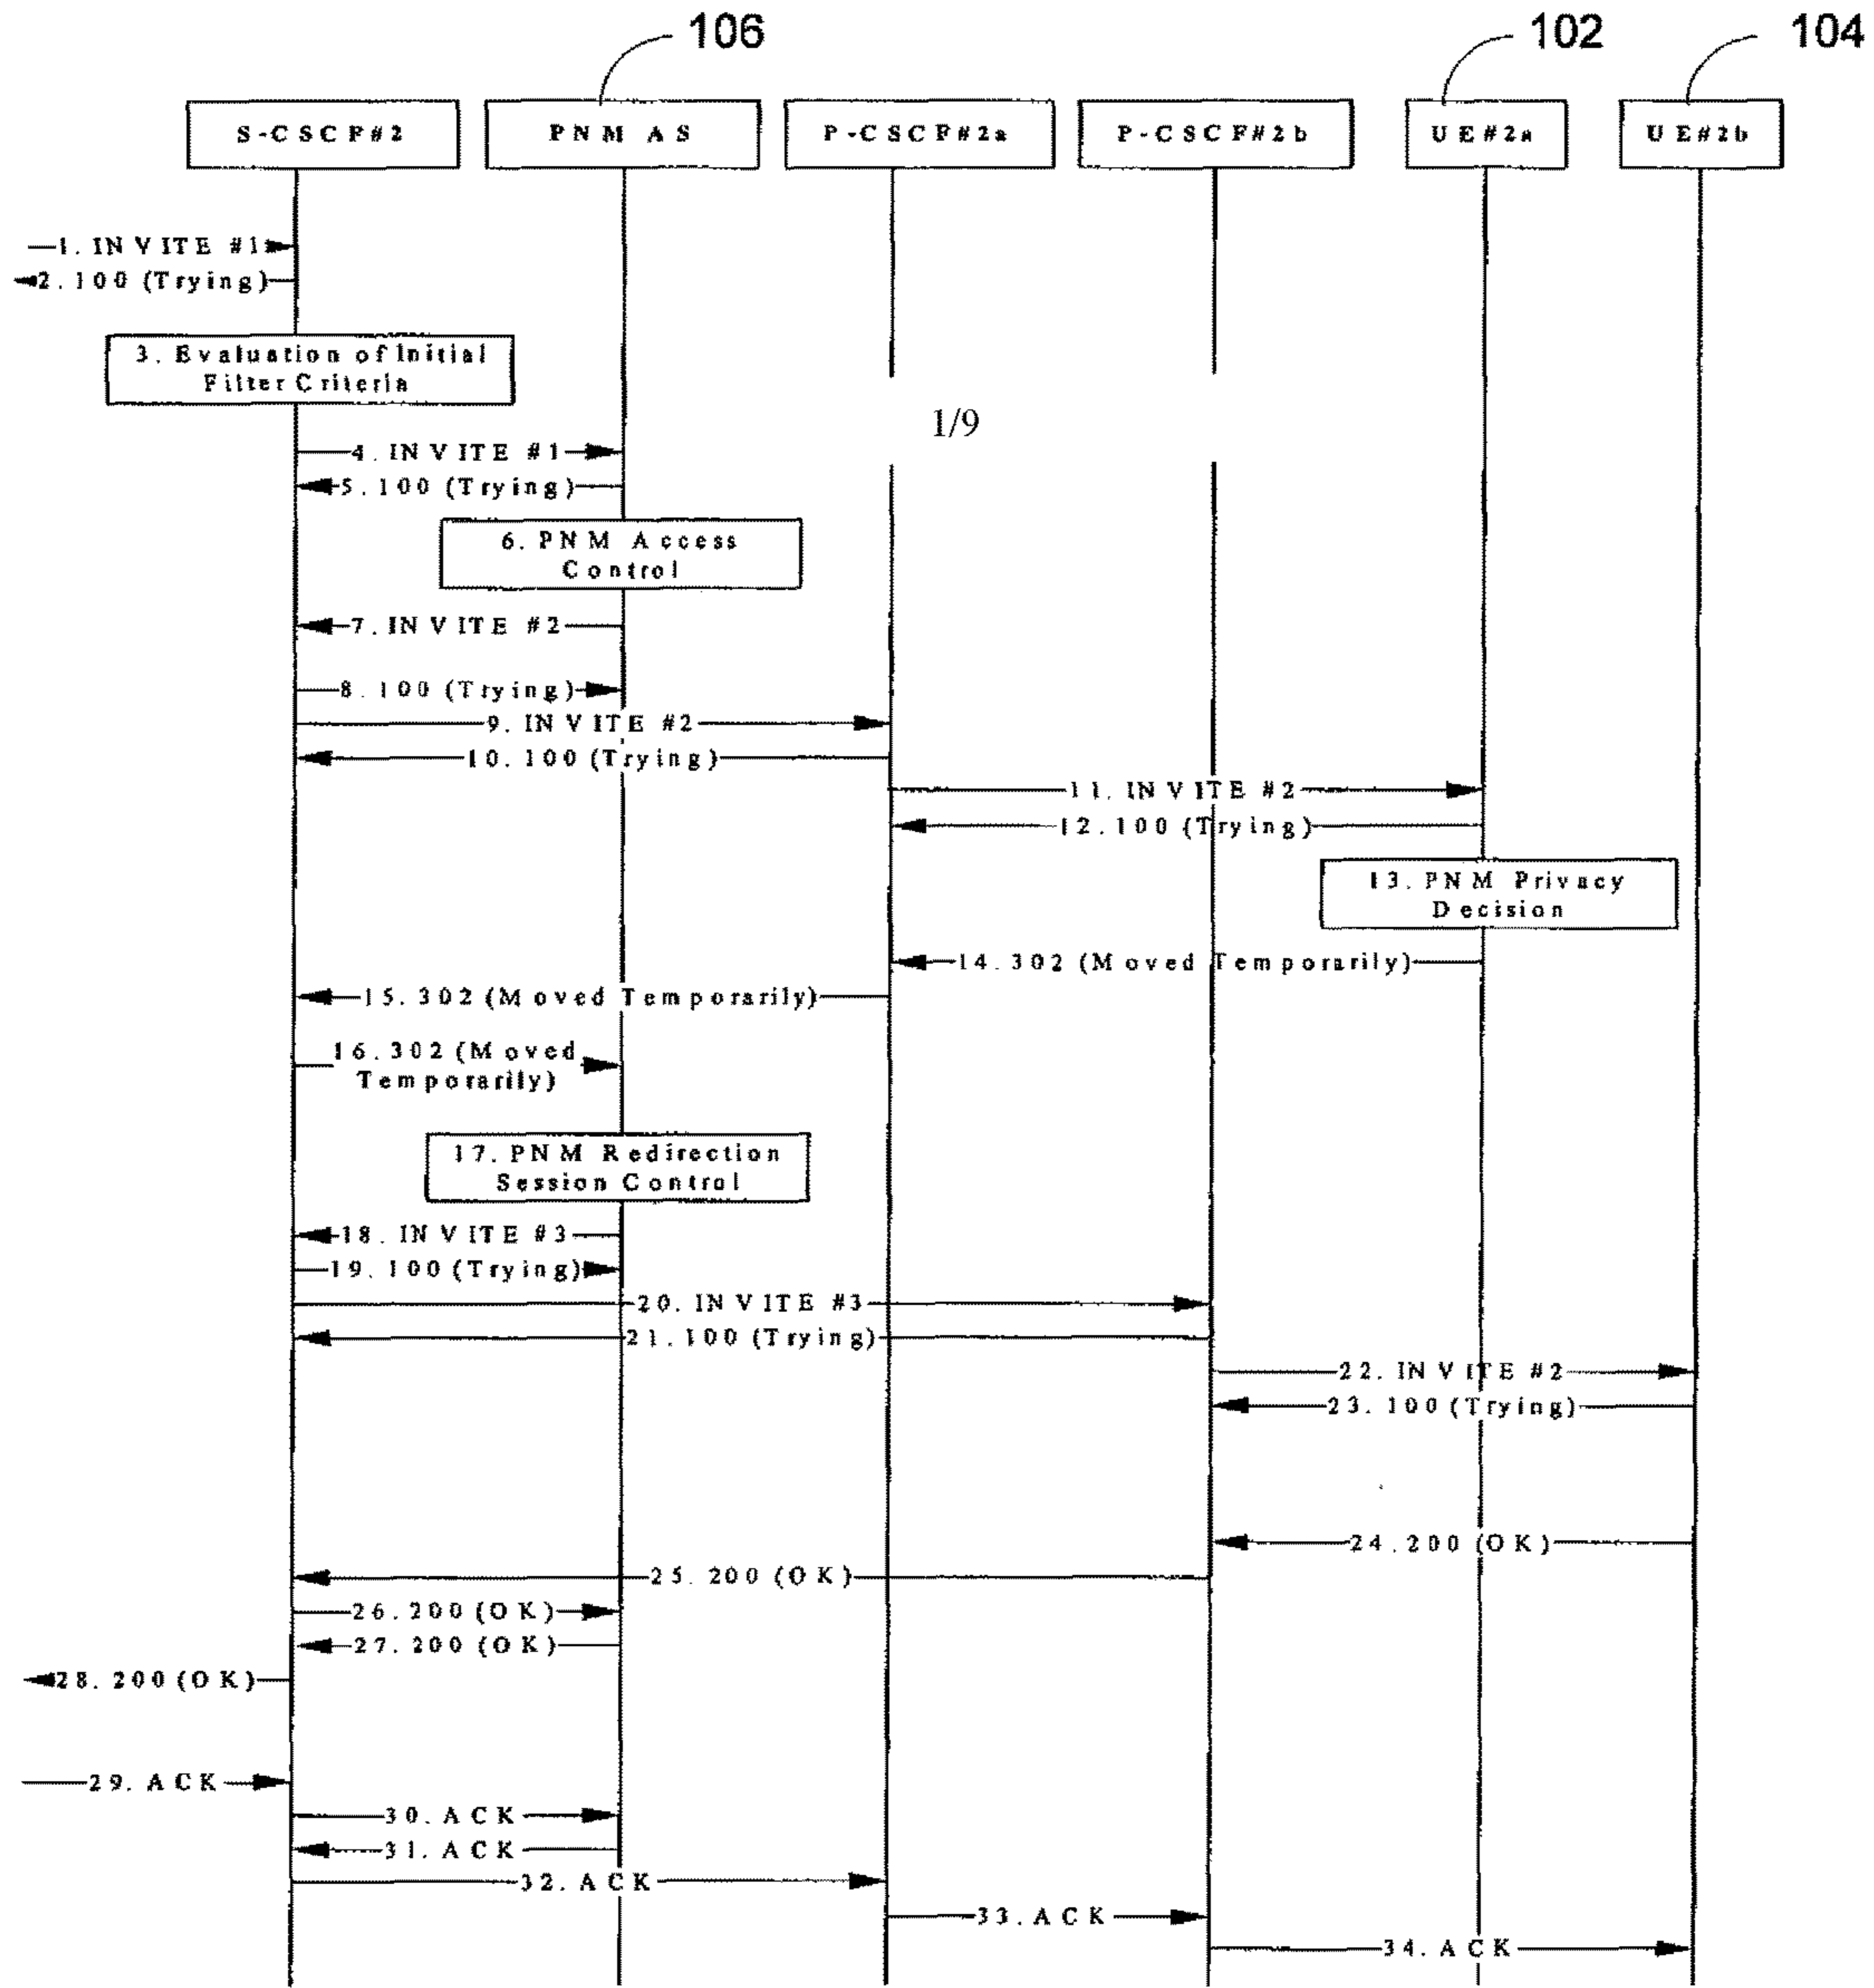 106
102
104
S-CSCF#2
PNM AS
P-CSCF#2a
P-CSCF#2b
UE#2a
UE#2b
1. INVITE #1
2.100 (Trying)
3. Evaluation of Initial
Filter Criteria
1/9
4. INVITE #1
5.100 (Trying)
6. PNM Access
Control
7. INVITE #2
8.100 (Trying)
9. INVITE #2
10.100 (Trying)
11. INVITE #2
12.100 (Trying)
13. PNM Privacy
Decision
14.302 (Moved Temporarily)
15.302 (Moved Temporarily)
16.302 (Moved
Temporarily)
17. PNM Redirection
Session Control
18. INVITE #3
19.100 (Trying)
20. INVITE #3
21.100 (Trying)
22. INVITE #2
23.100 (Trying)
24.200 (OK)
25.200 (OK)
26.200 (OK)
27.200 (OK)
28.200 (OK)
29. ACK
30. ACK
31. ACK
32. ACK
33. ACK
34. ACK